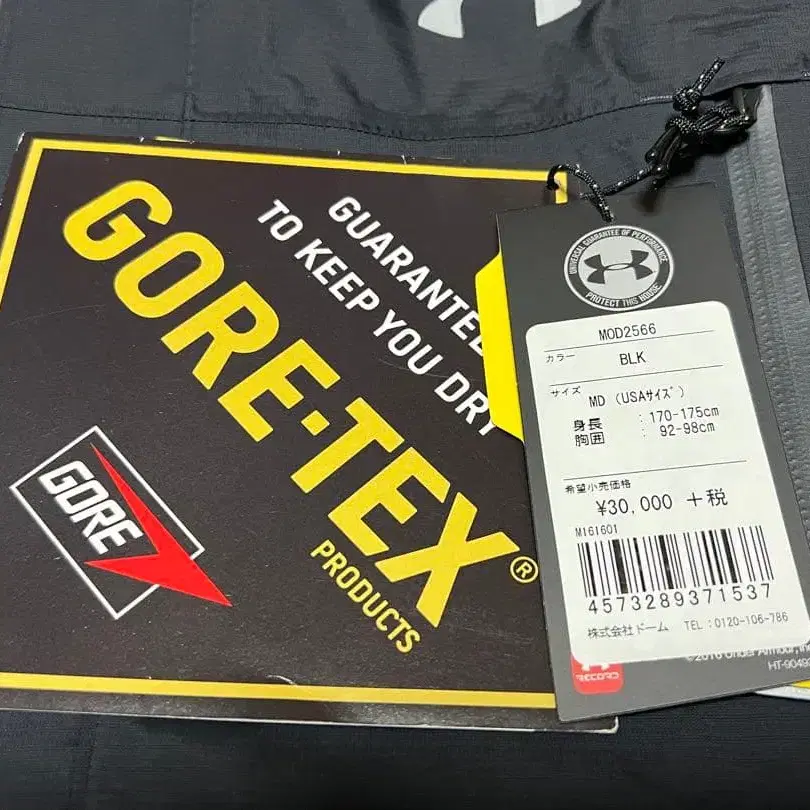 GUARANTEED
TO KEEP YOU DRY
GORE-TEX®
PRODUCTS
GORE
UNIVERSAL GUARANTEE OF PERFORMANCE
PROTECT THIS HOUSE
MOD2566
カラー BLK
サイズ MD (USAサイズ)
身長 : 170-175cm
胸囲 : 92-98cm
希望小売価格
¥30,000 +税
M161601
4573289371537
株式会社ドーム TEL:0120-106-786
©2016 Under Armour, Inc
RECORD
HT-9049